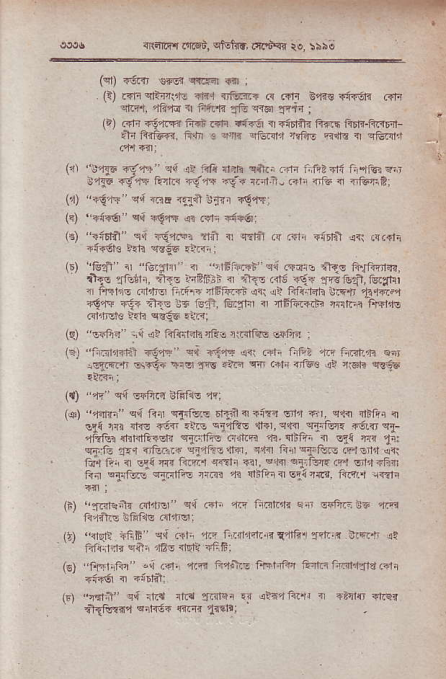 ৩৩৩৬ বাংলাদেশ গেজেট, অতিরিক্ত, সেপ্টেম্বর ২৩, ১৯৯৩
(আ) কর্তব্যে গুরুতর অবহেলা করা ;
(ই) কোন আইনসংগত কারণ ব্যতিরেকে যে কোন উপরস্ত কর্মকর্তার কোন
আদেশ, পরিপত্র বা নির্দেশের প্রতি অবজ্ঞা প্রদর্শন ;
(ঈ) কোন কর্তৃপক্ষের নিকট কোন কর্মকর্তা বা কর্মচারীর বিরুদ্ধে বিচার-বিবেচনা-
হীন বিরক্তিকর, মিথ্যা ও অসার অভিযোগ সম্বলিত দরখাস্ত বা অভিযোগ
পেশ করা;
(খ) “উপযুক্ত কর্তৃপক্ষ” অর্থ এই বিধি মালার অধীনে কোন নির্দিষ্ট কার্য নিষ্পত্তির জন্য
উপযুক্ত কর্তৃপক্ষ হিসাবে কর্তৃপক্ষ কর্তৃক মনোনীত কোন ব্যক্তি বা ব্যক্তিসমষ্টি;
(গ) “কর্তৃপক্ষ” অর্থ বরেন্দ্র বহুমুখী উন্নয়ন কর্তৃপক্ষ;
(ঘ) “কর্মকর্তা” অর্থ কর্তৃপক্ষ এর কোন কর্মকর্তা;
(ঙ) “কর্মচারী” অর্থ কর্তৃপক্ষের স্থায়ী বা অস্থায়ী যে কোন কর্মচারী এবং যে কোন
কর্মকর্তাও ইহার অন্তর্ভুক্ত হইবেন;
(চ) “ডিগ্রী” বা “ডিপ্লোমা” বা “সার্টিফিকেট” অর্থ ক্ষেত্রমত স্বীকৃত বিশ্ববিদ্যালয়,
স্বীকৃত প্রতিষ্ঠান, স্বীকৃত ইনষ্টিটিউট বা স্বীকৃত বোর্ড কর্তৃক প্রদত্ত ডিগ্রী, ডিপ্লোমা
বা শিক্ষাগত যোগ্যতা নির্দেশক সার্টিফিকেট এবং এই বিধিমালার উদ্দেশ্য পূরণকল্পে
কর্তৃপক্ষ কর্তৃক স্বীকৃত উক্ত ডিগ্রী, ডিপ্লোমা বা সার্টিফিকেটের সমমানের শিক্ষাগত
যোগ্যতাও ইহার অন্তর্ভুক্ত হইবে;
(ছ) “তফসিল” অর্থ এই বিধিমালার সহিত সংযোজিত তফসিল ;
(জ) “নিয়োগকারী কর্তৃপক্ষ” অর্থ কর্তৃপক্ষ এবং কোন নির্দিষ্ট পদে নিয়োগের জন্য
এতদুদ্দেশ্যে তৎকর্তৃক ক্ষমতা প্রদত্ত হইলে অন্য কোন ব্যক্তিও এই সংজ্ঞার অন্তর্ভুক্ত
হইবেন ;
(ঝ) “পদ” অর্থ তফসিলে উল্লিখিত পদ;
(ঞ) “পলায়ন” অর্থ বিনা অনুমতিতে চাকুরী বা কর্মস্থল ত্যাগ করা, অথবা ষাটদিন বা
তদূর্ধ সময় যাবত কর্তব্য হইতে অনুপস্থিত থাকা, অথবা অনুমতিসহ কর্তব্যে অনু-
পস্থিতির ধারাবাহিকতার অনুমোদিত মেয়াদের পর ষাটদিন বা তদূর্ধ সময় পুনঃ
অনুমতি গ্রহণ ব্যতিরেকে অনুপস্থিত থাকা, অথবা বিনা অনুমতিতে দেশ ত্যাগ এবং
ত্রিশ দিন বা তদূর্ধ সময় বিদেশে অবস্থান করা, অথবা অনুমতিসহ দেশ ত্যাগ করিয়া
বিনা অনুমতিতে অনুমোদিত সময়ের পর ষাটদিন বা তদূর্ধ সময়ে, বিদেশে অবস্থান
করা ;
(ট) “প্রয়োজনীয় যোগ্যতা” অর্থ কোন পদে নিয়োগের জন্য তফসিলে উক্ত পদের
বিপরীতে উল্লিখিত যোগ্যতা;
(ঠ) “বাছাই কমিটি” অর্থ কোন পদে নিয়োগদানের সুপারিশ প্রদানের উদ্দেশ্যে এই
বিধিমালার অধীন গঠিত বাছাই কমিটি;
(ড) “শিক্ষানবিস” অর্থ কোন পদের বিপরীতে শিক্ষানবিস হিসাবে নিয়োগপ্রাপ্ত কোন
কর্মকর্তা বা কর্মচারী;
(ঢ) “সম্মানী” অর্থ মাঝে মাঝে প্রয়োজন হয় এইরূপ বিশেষ বা কষ্টসাধ্য কাজের
স্বীকৃতিস্বরূপ অনাবর্তক ধরনের পুরস্কার;